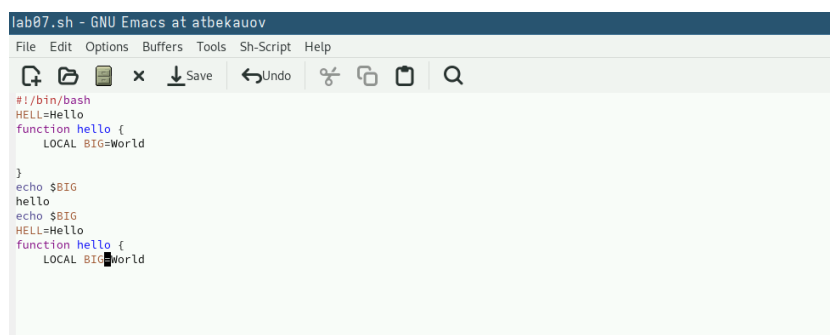 lab07.sh - GNU Emacs at atbekauov
File Edit Options Buffers Tools Sh-Script Help
Save Undo
#!/bin/bash
HELL=Hello
function hello {
    LOCAL BIG=World
}
echo $BIG
hello
echo $BIG
HELL=Hello
function hello {
    LOCAL BIG=World